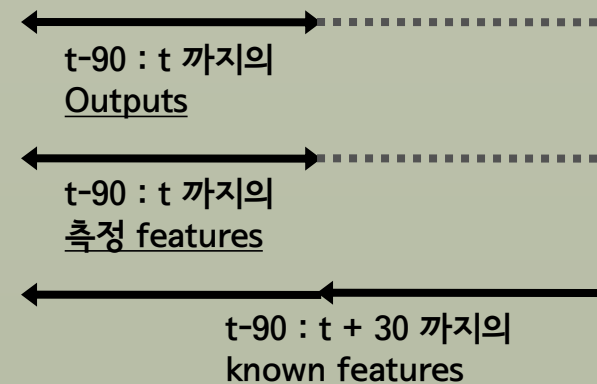 t-90 : t 까지의
Outputs
t-90 : t 까지의
측정 features
t-90 : t + 30 까지의
known features